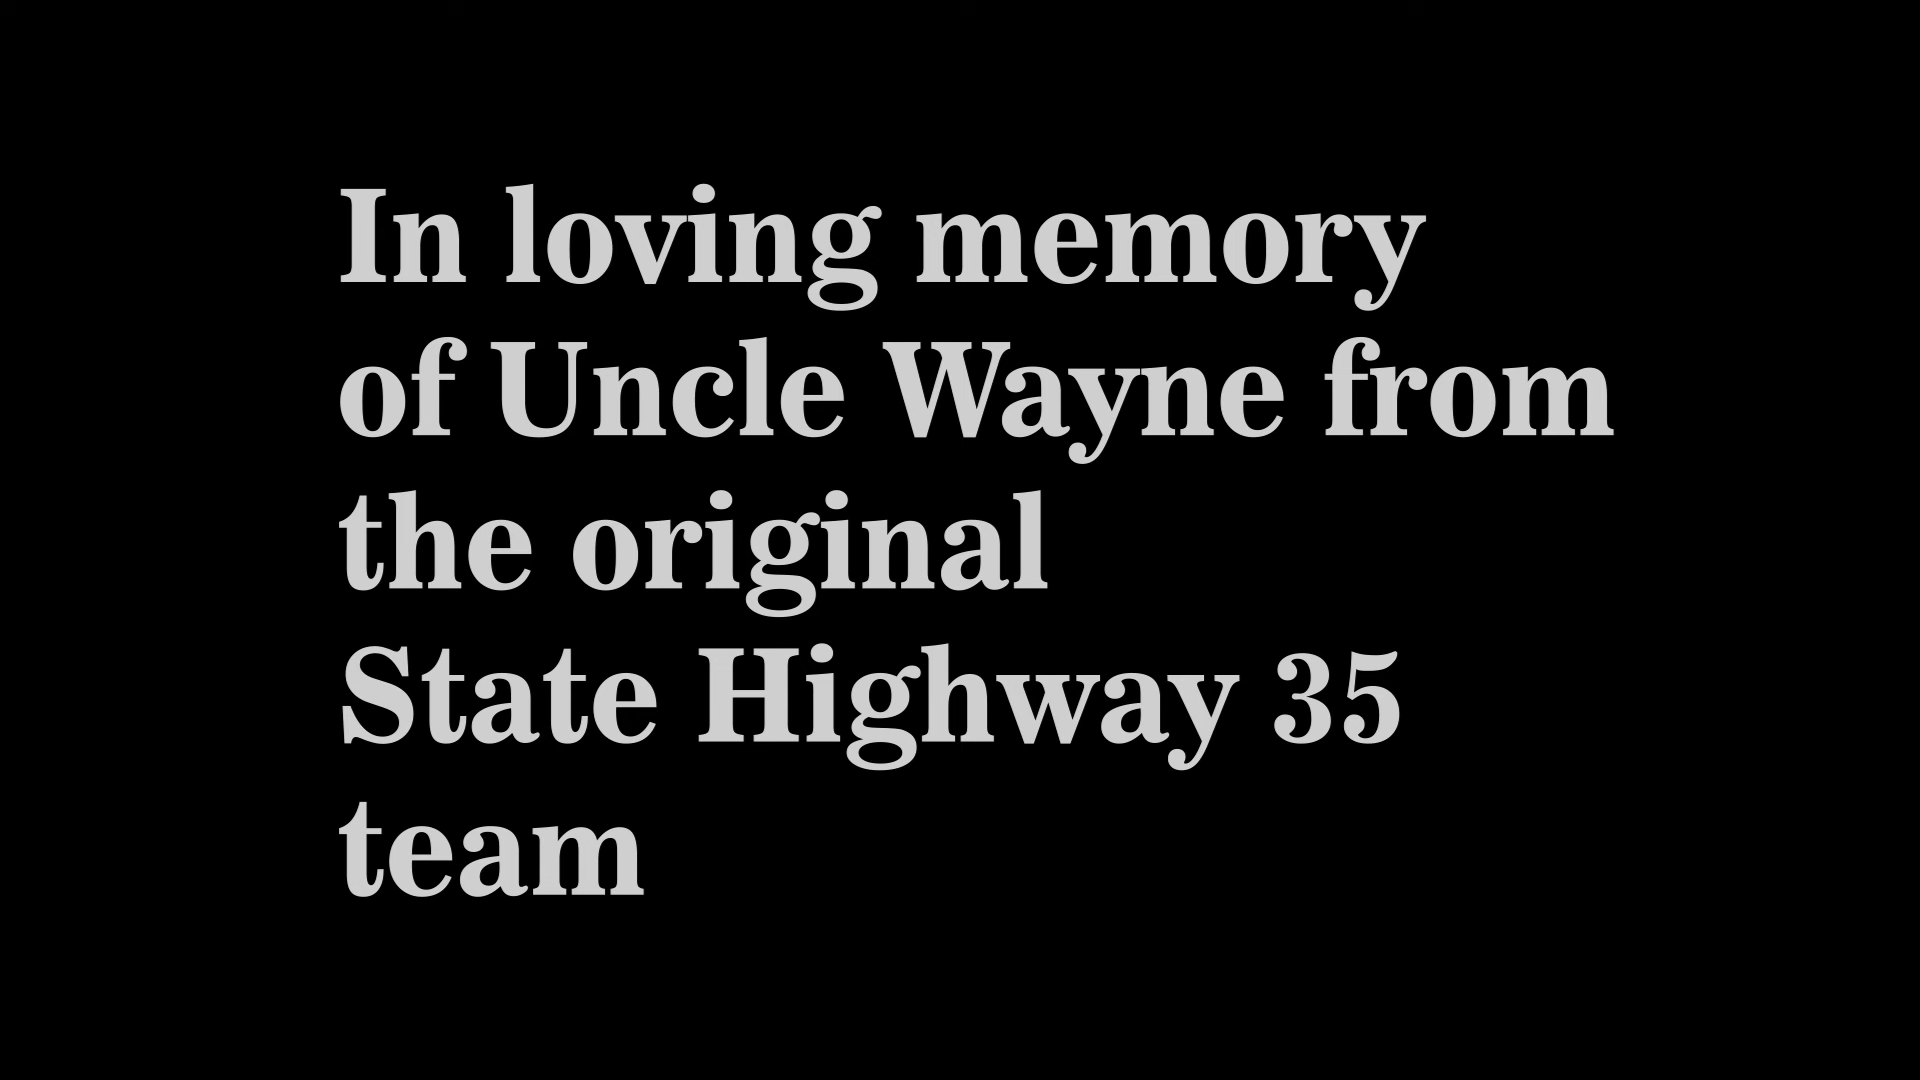 In loving memory
of Uncle Wayne from
the original
State Highway 35
team